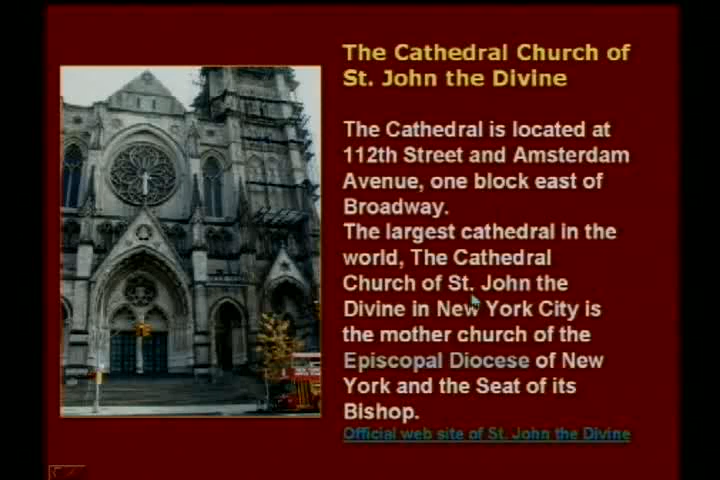 The Cathedral Church of
St. John the Divine
The Cathedral is located at
112th Street and Amsterdam
Avenue, one block east of
Broadway.
The largest cathedral in the
world, The Cathedral
Church of St. John the
Divine in New York City is
the mother church of the
Episcopal Diocese of New
York and the Seat of its
Bishop.
Official web site of St. John the Divine